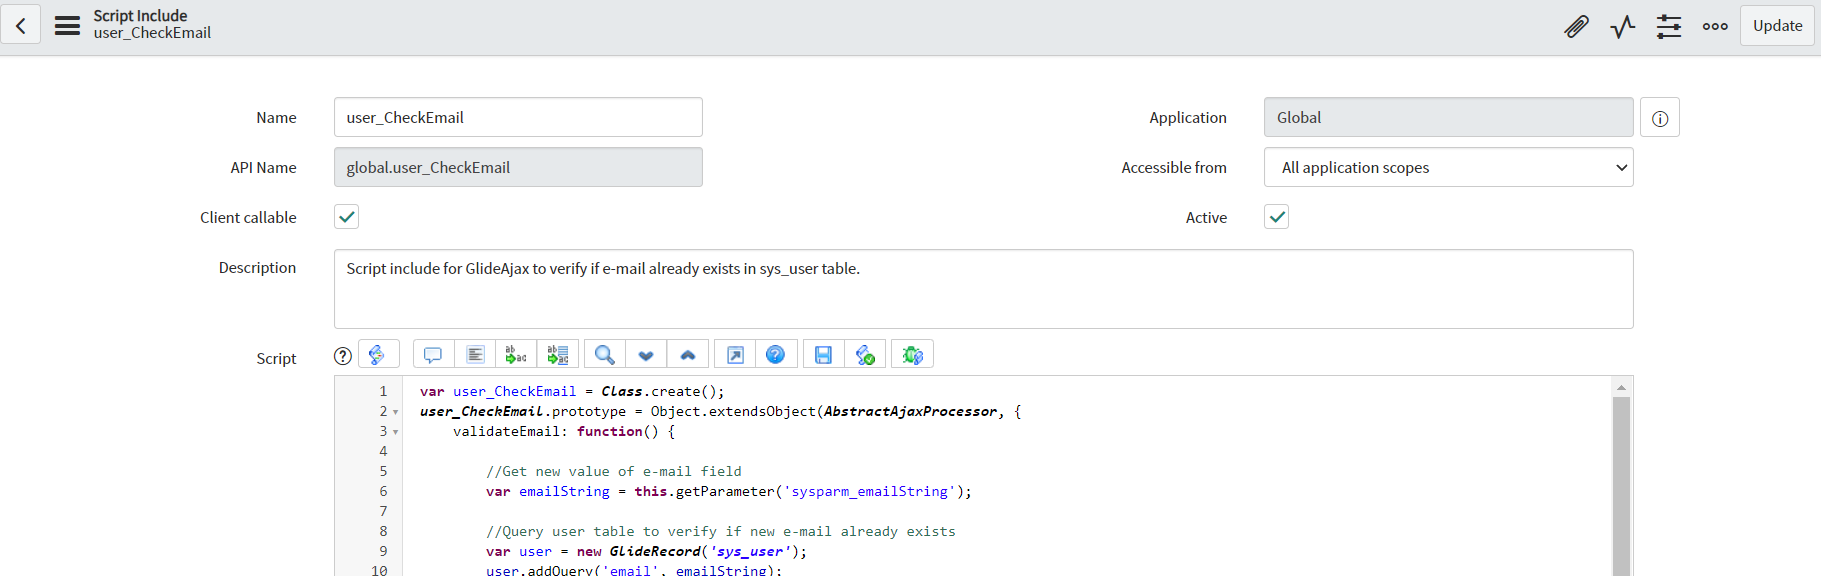 Script Include
user_CheckEmail
Update
Name
user_CheckEmail
Application
Global
API Name
global.user_CheckEmail
Accessible from
All application scopes
Client callable
Active
Description
Script include for GlideAjax to verify if e-mail already exists in sys_user table.
Script
1 var user_CheckEmail = Class.create();
2 user_CheckEmail.prototype = Object.extendsObject(AbstractAjaxProcessor, {
3 validateEmail: function() {
4
5 //Get new value of e-mail field
6 var emailString = this.getParameter('sysparm_emailString');
7
8 //Query user table to verify if new e-mail already exists
9 var user = new GlideRecord('sys_user');
10 user.addQuery('email', emailString);